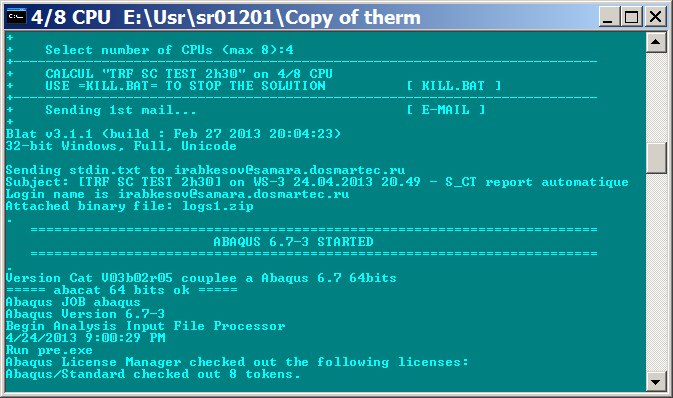 4/8 CPU E:\Usr\sr01201\Copy of therm
+
+ Select number of CPUs (max 8):4
+------------------------------------------------------------------------
+ CALCUL "TRF SC TEST 2h30" on 4/8 CPU
+ USE =KILL.BAT= TO STOP THE SOLUTION [ KILL.BAT ]
+------------------------------------------------------------------------
+ Sending 1st mail... [ E-MAIL ]
+
Blat v3.1.1 (build : Feb 27 2013 20:04:23)
32-bit Windows, Full, Unicode
Sending stdin.txt to irabkesov@samara.dosmartec.ru
Subject: [TRF SC TEST 2h30] on WS-3 24.04.2013 20.49 - S_CT report automatique
Login name is irabkesov@samara.dosmartec.ru
Attached binary file: logs1.zip
.
=======================================================================
ABAQUS 6.7-3 STARTED
=======================================================================
.
Version Cat V03b02r05 couplee a Abaqus 6.7 64bits
===== abacat 64 bits ok =====
Abaqus JOB abaqus
Abaqus Version 6.7-3
Begin Analysis Input File Processor
4/24/2013 9:00:29 PM
Run pre.exe
Abaqus License Manager checked out the following licenses:
Abaqus/Standard checked out 8 tokens.